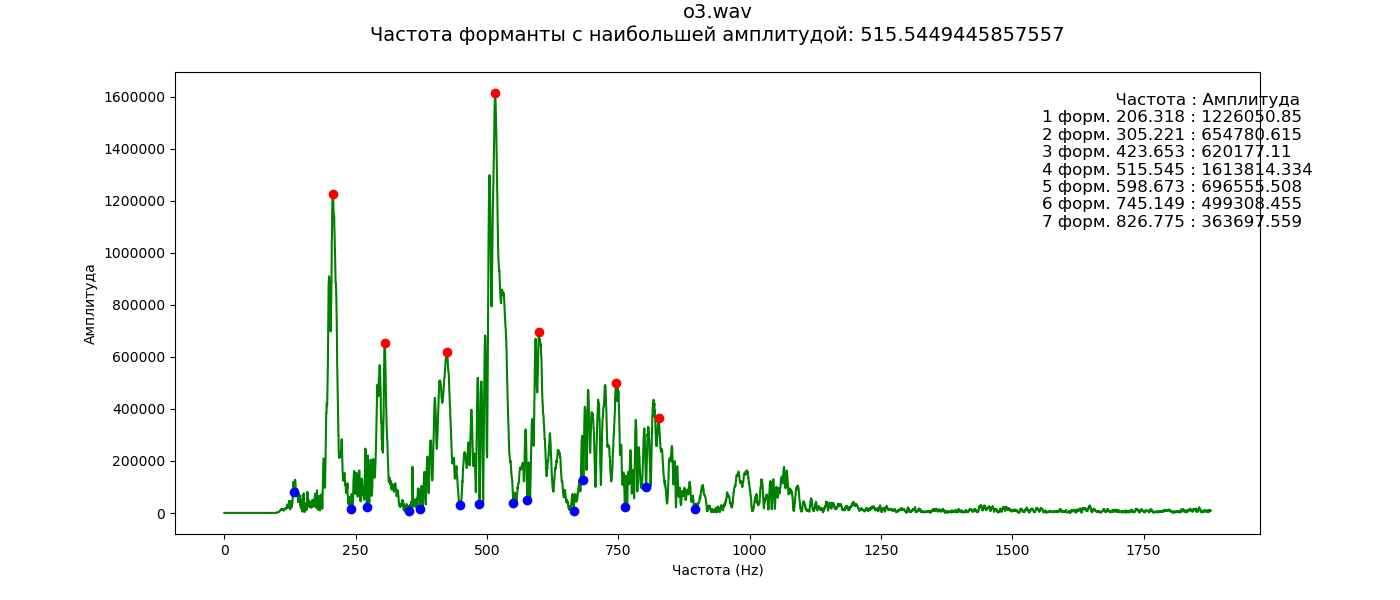 o3.wav
Частота форманты с наибольшей амплитудой: 515.5449445857557
Частота : Амплитуда
1 форм. 206.318 : 1226050.85
2 форм. 305.221 : 654780.615
3 форм. 423.653 : 620177.11
4 форм. 515.545 : 1613814.334
5 форм. 598.673 : 696555.508
6 форм. 745.149 : 499308.455
7 форм. 826.775 : 363697.559
Амплитуда
1600000
1400000
1200000
1000000
800000
600000
400000
200000
0
0 250 500 750 1000 1250 1500 1750
Частота (Hz)